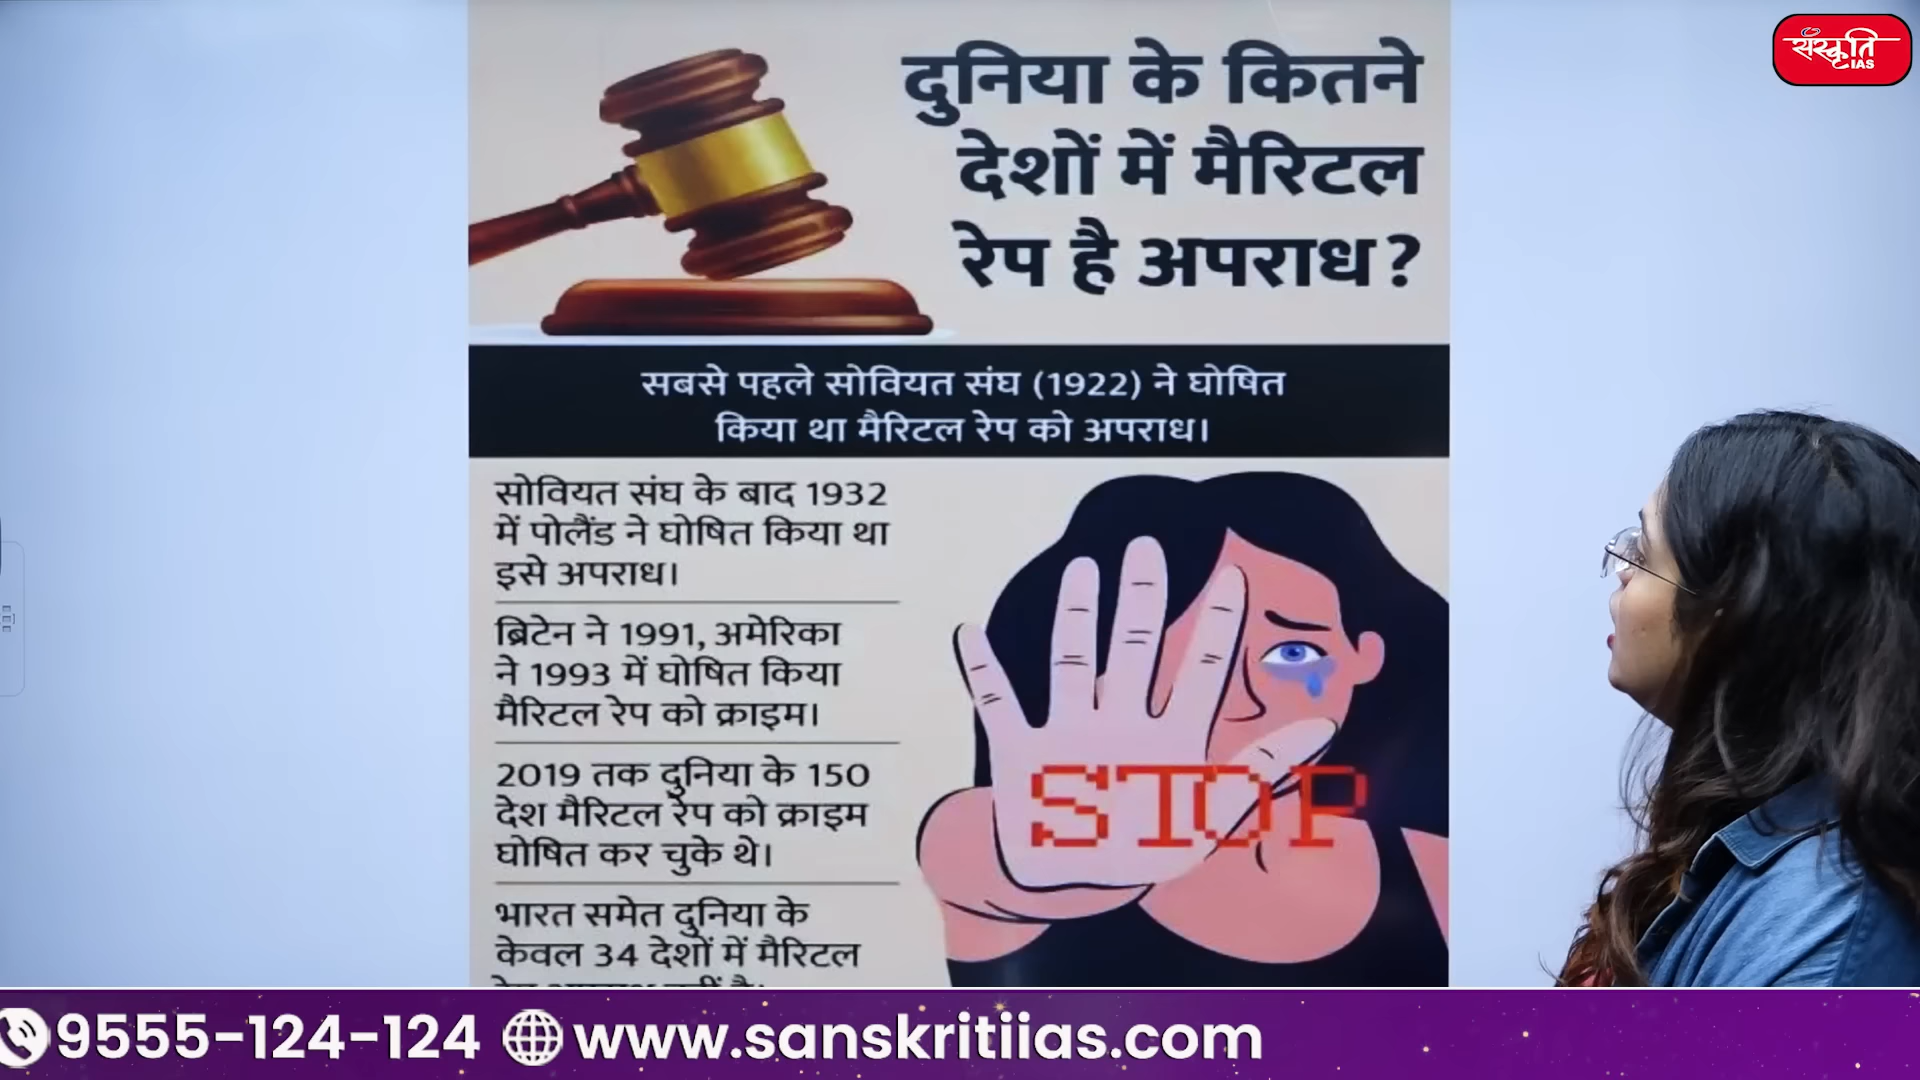 संस्कृति
IAS
दुनिया के कितने
देशों में मैरिटल
रेप है अपराध?
सबसे पहले सोवियत संघ (1922) ने घोषित
किया था मैरिटल रेप को अपराध।
सोवियत संघ के बाद 1932
में पोलैंड ने घोषित किया था
इसे अपराध।
ब्रिटेन ने 1991, अमेरिका
ने 1993 में घोषित किया
मैरिटल रेप को क्राइम।
2019 तक दुनिया के 150
देश मैरिटल रेप को क्राइम
घोषित कर चुके थे।
भारत समेत दुनिया के
केवल 34 देशों में मैरिटल
STOP
9555-124-124 www.sanskritiias.com